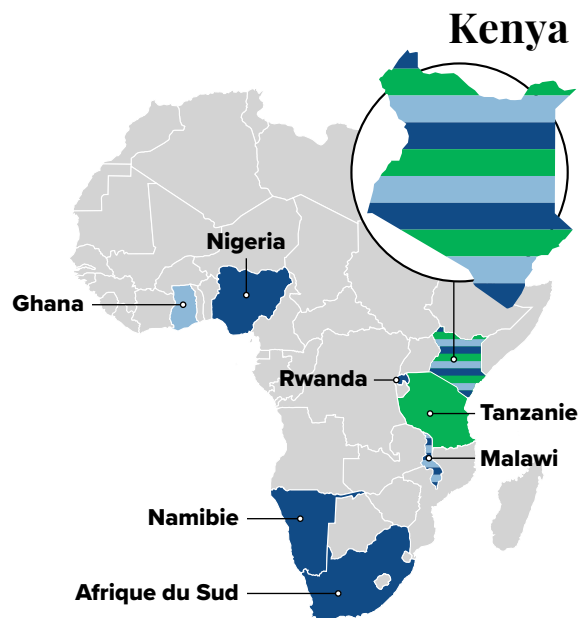 Kenya
Nigeria
Ghana
Rwanda
Tanzanie
Malawi
Namibie
Afrique du Sud